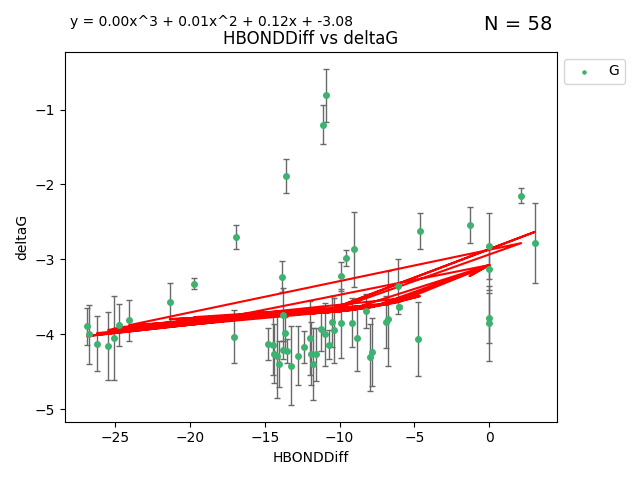 y = 0.00x^3 + 0.01x^2 + 0.12x + -3.08
N = 58
HBONDDiff vs deltaG
G
deltaG
−1
−2
−3
−4
−5
−25
−20
−15
−10
−5
0
HBONDDiff